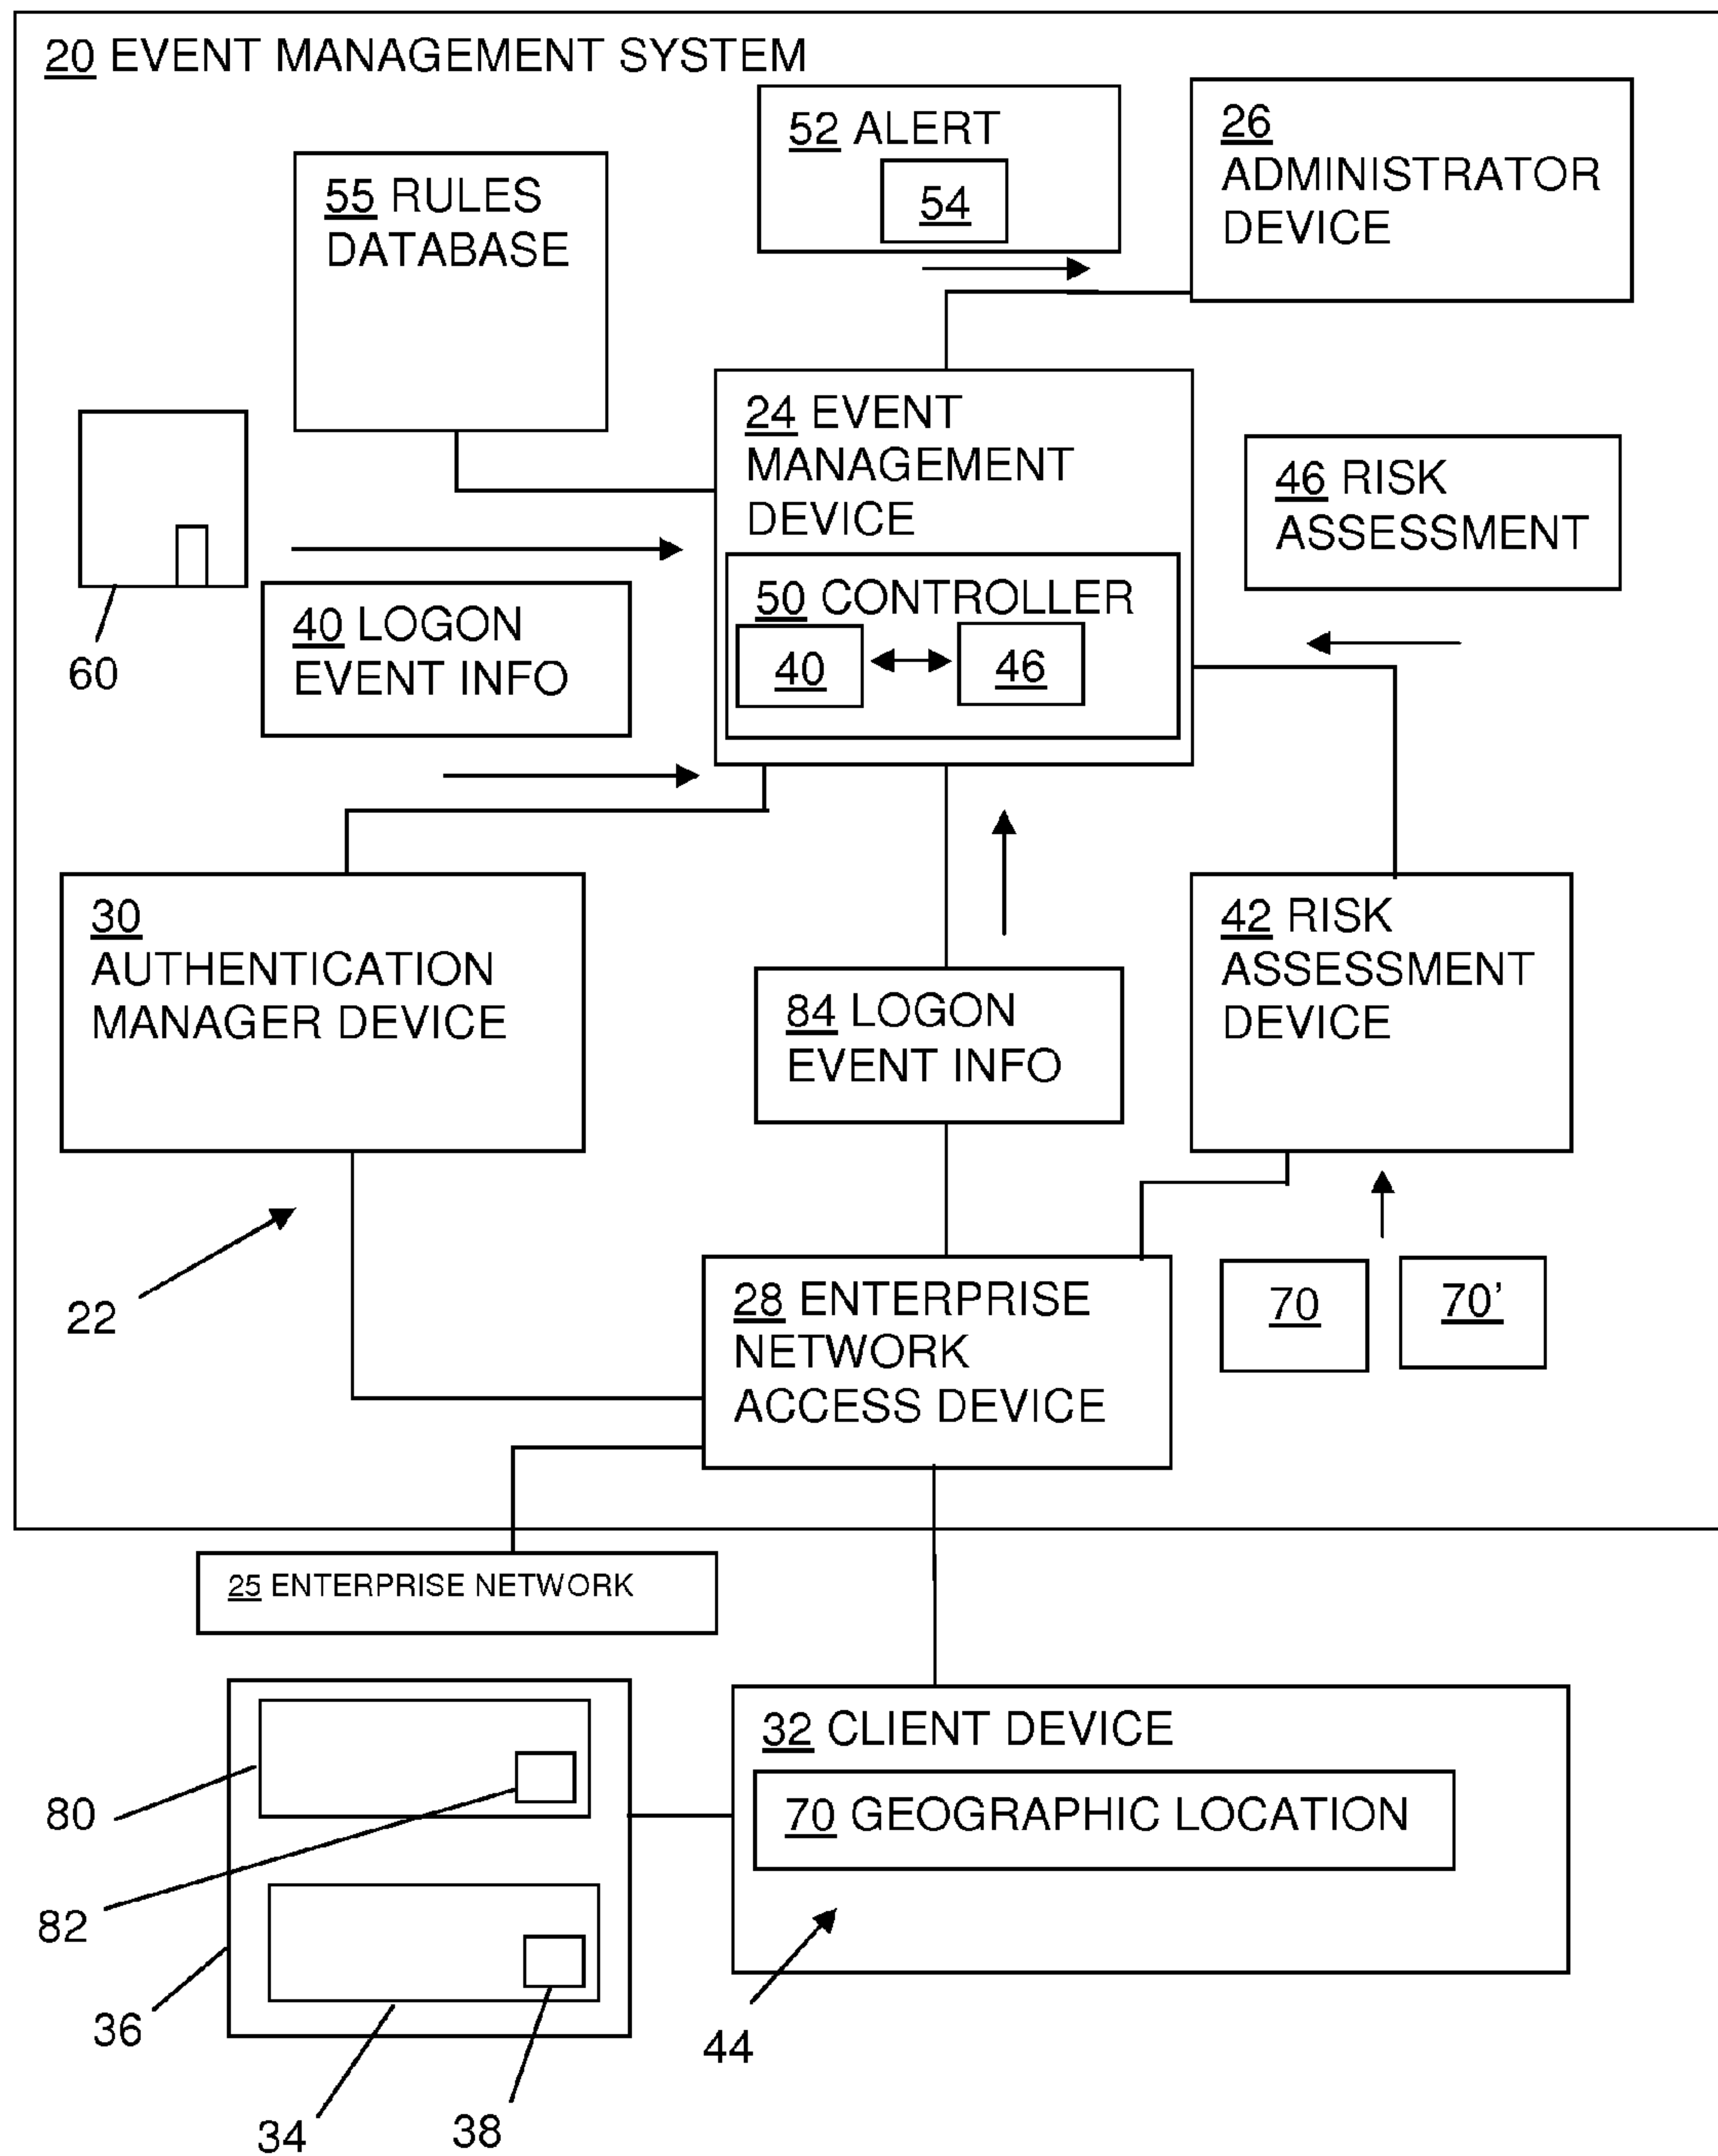 20 EVENT MANAGEMENT SYSTEM
52 ALERT
54
26
ADMINISTRATOR
DEVICE
55 RULES
DATABASE
24 EVENT
MANAGEMENT
DEVICE
46 RISK
ASSESSMENT
60
40 LOGON
EVENT INFO
50 CONTROLLER
40
46
30
AUTHENTICATION
MANAGER DEVICE
84 LOGON
EVENT INFO
42 RISK
ASSESSMENT
DEVICE
22
28 ENTERPRISE
NETWORK
ACCESS DEVICE
70
70’
25 ENTERPRISE NETWORK
32 CLIENT DEVICE
70 GEOGRAPHIC LOCATION
80
82
36
34
38
44